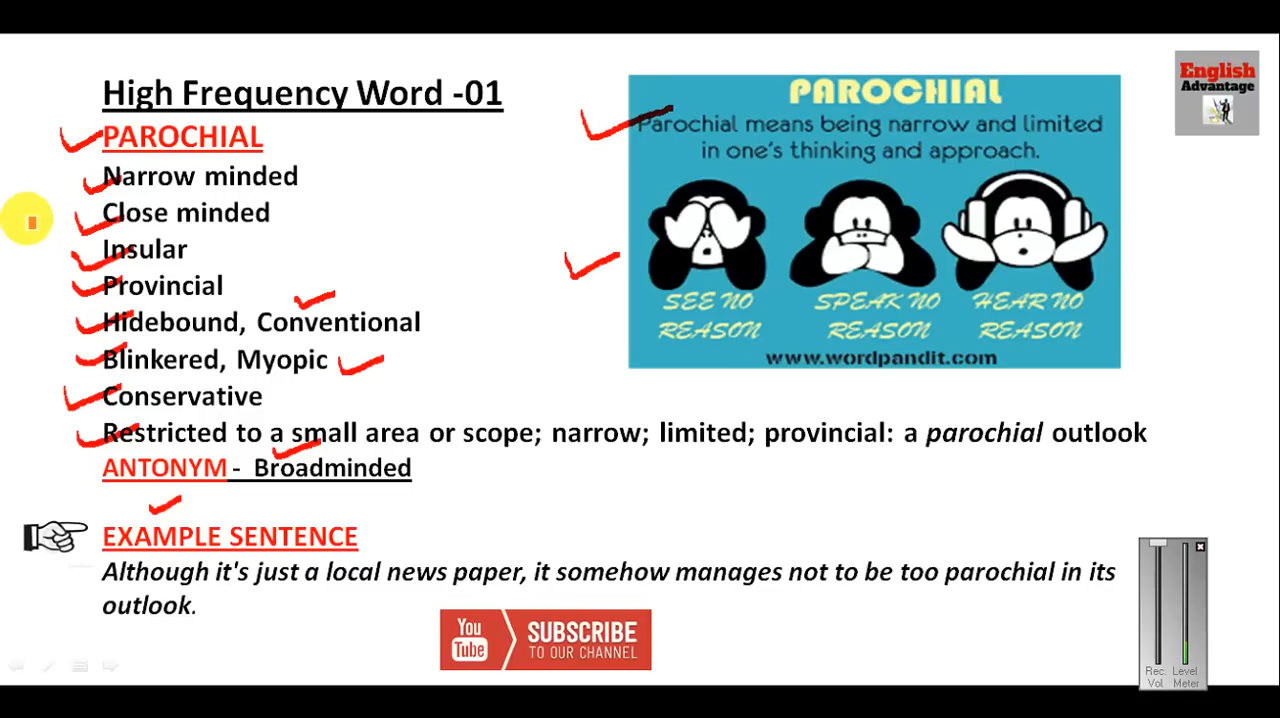 High Frequency Word -01
PAROCHIAL
Narrow minded
Close minded
Insular
Provincial
Hidebound, Conventional
Blinkered, Myopic
Conservative
Restricted to a small area or scope; narrow; limited; provincial: a parochial outlook
ANTONYM - Broadminded
EXAMPLE SENTENCE
Although it's just a local news paper, it somehow manages not to be too parochial in its
outlook.
PAROCHIAL
Parochial means being narrow and limited
in one's thinking and approach.
SEE NO
REASON
SPEAK NO
REASON
HEAR NO
REASON
www.wordpandit.com
English
Advantage
You
Tube
SUBSCRIBE
TO OUR CHANNEL
Rec. Level
Vol Meter